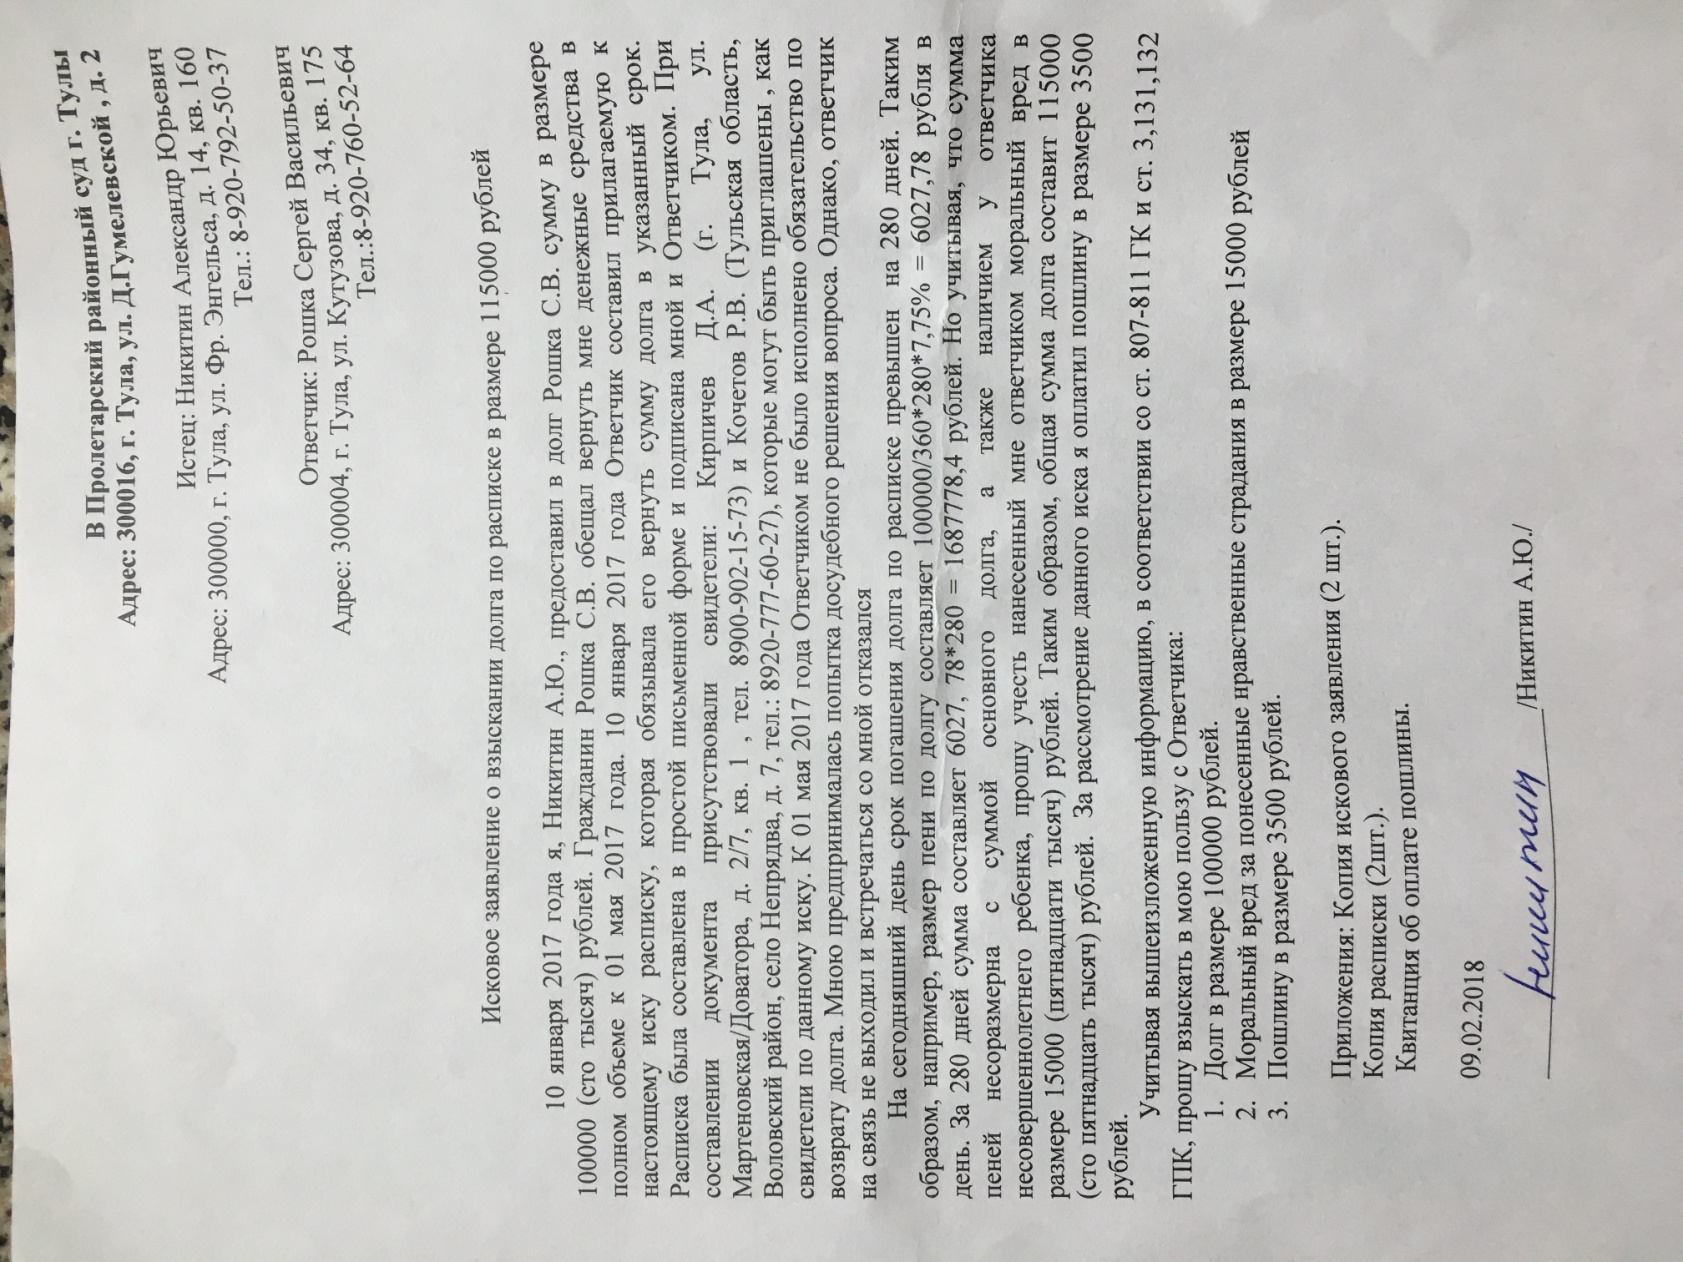 В Пролетарский районный суд г. Тулы
Адрес: 300016, г. Тула, ул. Д.Гумелевской , д. 2
Истец: Никитин Александр Юрьевич
Адрес: 300000, г. Тула, ул. Фр. Энгельса, д. 14, кв. 160
Тел.: 8-920-792-50-37
Ответчик: Рошка Сергей Васильевич
Адрес: 300004, г. Тула, ул. Кутузова, д. 34, кв. 175
Тел.:8-920-760-52-64
Исковое заявление о взыскании долга по расписке в размере 115000 рублей
10 января 2017 года я, Никитин А.Ю., предоставил в долг Рошка С.В. сумму в размере
100000 (сто тысяч) рублей. Гражданин Рошка С.В. обещал вернуть мне денежные средства в
полном объеме к 01 мая 2017 года. 10 января 2017 года Ответчик составил прилагаемую к
настоящему иску расписку, которая обязывала его вернуть сумму долга в указанный срок.
Расписка была составлена в простой письменной форме и подписана мной и Ответчиком. При
составлении документа присутствовали свидетели: Кирпичев Д.А. (г. Тула, ул.
Мартеновская/Доватора, д. 2/7, кв. 1 , тел. 8900-902-15-73) и Кочетов Р.В. (Тульская область,
Воловский район, село Непрядва, д. 7, тел.: 8920-777-60-27), которые могут быть приглашены , как
свидетели по данному иску. К 01 мая 2017 года Ответчиком не было исполнено обязательство по
возврату долга. Мною предпринималась попытка досудебного решения вопроса. Однако, ответчик
на связь не выходил и встречаться со мной отказался
На сегодняшний день срок погашения долга по расписке превышен на 280 дней. Таким
образом, например, размер пени по долгу составляет 100000/360*280*7,75% = 6027,78 рубля в
день. За 280 дней сумма составляет 6027, 78*280 = 16877778,4 рублей. Но учитывая, что сумма
пеней несоразмерна с суммой основного долга, а также наличием у ответчика
несовершеннолетнего ребенка, прошу учесть нанесенный мне ответчиком моральный вред в
размере 15000 (пятнадцати тысяч) рублей. Таким образом, общая сумма долга составит 115000
(сто пятнадцать тысяч) рублей. За рассмотрение данного иска я оплатил пошлину в размере 3500
рублей.
Учитывая вышеизложенную информацию, в соответствии со ст. 807-811 ГК и ст. 3,131,132
ГПК, прошу взыскать в мою пользу с Ответчика:
1. Долг в размере 100000 рублей.
2. Моральный вред за понесенные нравственные страдания в размере 15000 рублей
3. Пошлину в размере 3500 рублей.
Приложения: Копия искового заявления (2 шт.).
Копия расписки (2шт.).
Квитанция об оплате пошлины.
09.02.2018
Никитин /Никитин А.Ю./